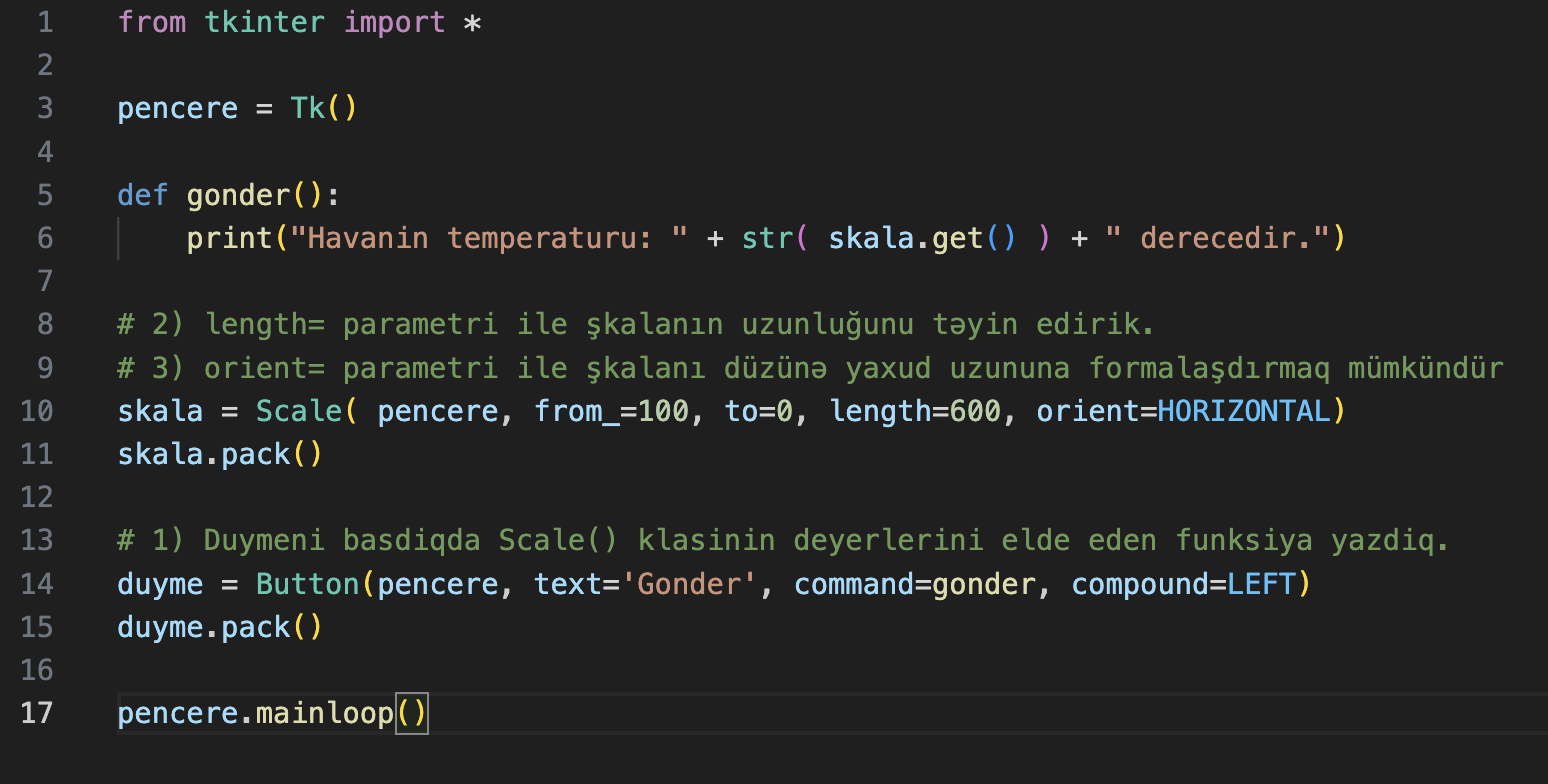 1 from tkinter import *
2
3 pencere = Tk()
4
5 def gonder():
6     print("Havanin temperaturu: " + str( skala.get() ) + " derecedir.")
7
8 # 2) length= parametri ile şkalanın uzunluğunu təyin edirik.
9 # 3) orient= parametri ile şkalanı düzünə yaxud uzununa formalaşdırmaq mümkündür
10 skala = Scale( pencere, from_=100, to=0, length=600, orient=HORIZONTAL)
11 skala.pack()
12
13 # 1) Duymeni basdiqda Scale() klasinin deyerlerini elde eden funksiya yazdiq.
14 duyme = Button(pencere, text='Gonder', command=gonder, compound=LEFT)
15 duyme.pack()
16
17 pencere.mainloop()